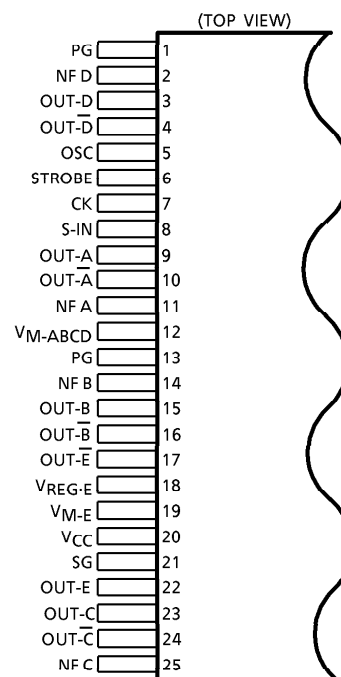 (TOP VIEW)
PG 1
NF D 2
OUT-D 3
OUT-D̅ 4
OSC 5
STROBE 6
CK 7
S-IN 8
OUT-A 9
OUT-A̅ 10
NF A 11
VM-ABCD 12
PG 13
NF B 14
OUT-B 15
OUT-B̅ 16
OUT-E̅ 17
VREG·E 18
VM-E 19
VCC 20
SG 21
OUT-E 22
OUT-C 23
OUT-C̅ 24
NF C 25